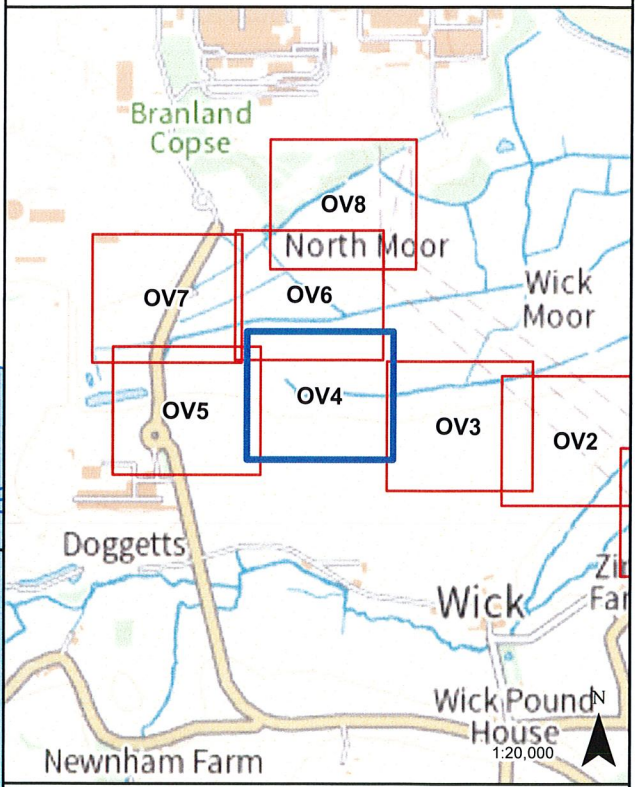 Branland
Copse
OV8
North Moor
OV7
OV6
Wick
Moor
OV4
OV5
OV3
OV2
Doggetts
Wick
Wick Pound
House
N
1:20,000
Newnham Farm